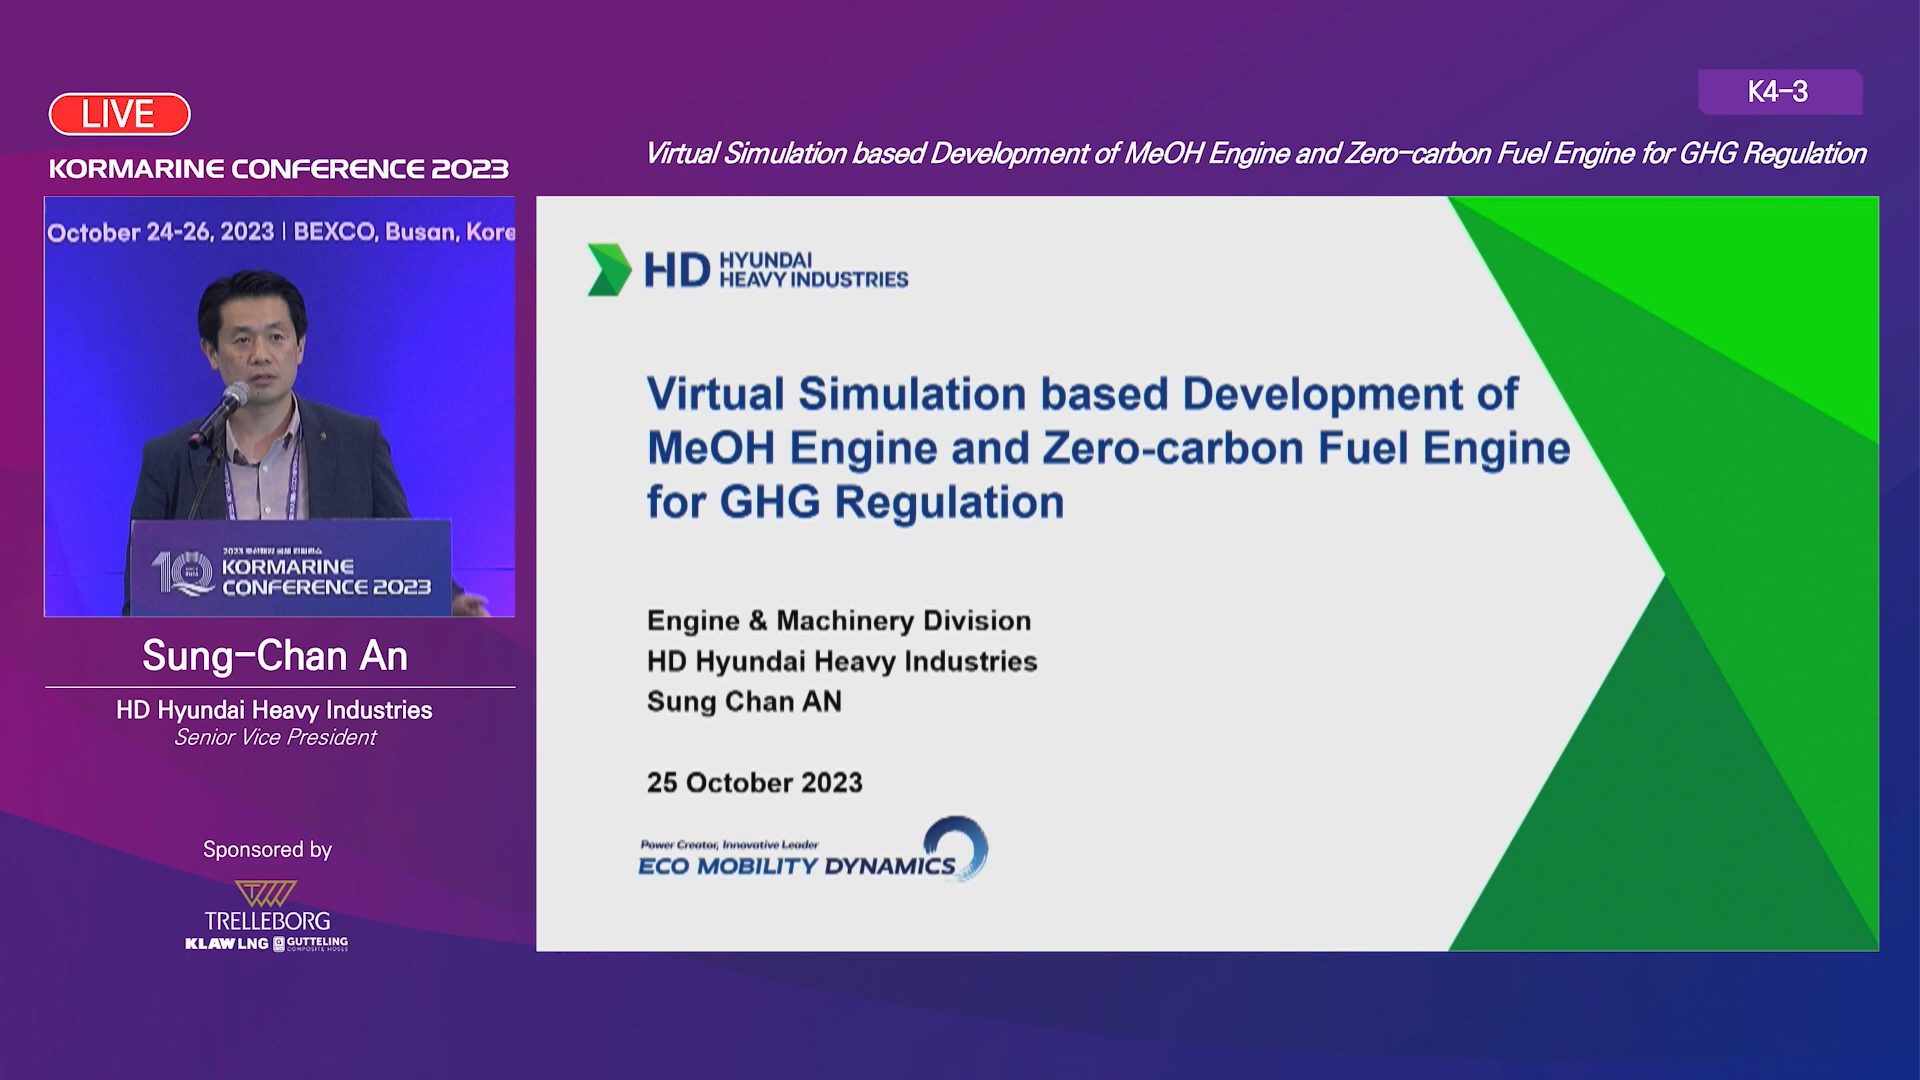 LIVE
KORMARINE CONFERENCE 2023
K4-3
Virtual Simulation based Development of MeOH Engine and Zero-carbon Fuel Engine for GHG Regulation
October 24-26, 2023 | BEXCO, Busan, Kore
10
KORMARINE
CONFERENCE 2023
Sung-Chan An
HD Hyundai Heavy Industries
Senior Vice President
Sponsored by
TRELLEBORG
KLAW LNG GUTTELING
COMPOSITE HOSES
HD HYUNDAI
HEAVY INDUSTRIES
Virtual Simulation based Development of
MeOH Engine and Zero-carbon Fuel Engine
for GHG Regulation
Engine & Machinery Division
HD Hyundai Heavy Industries
Sung Chan AN
25 October 2023
Power Creator, Innovative Leader
ECO MOBILITY DYNAMICS